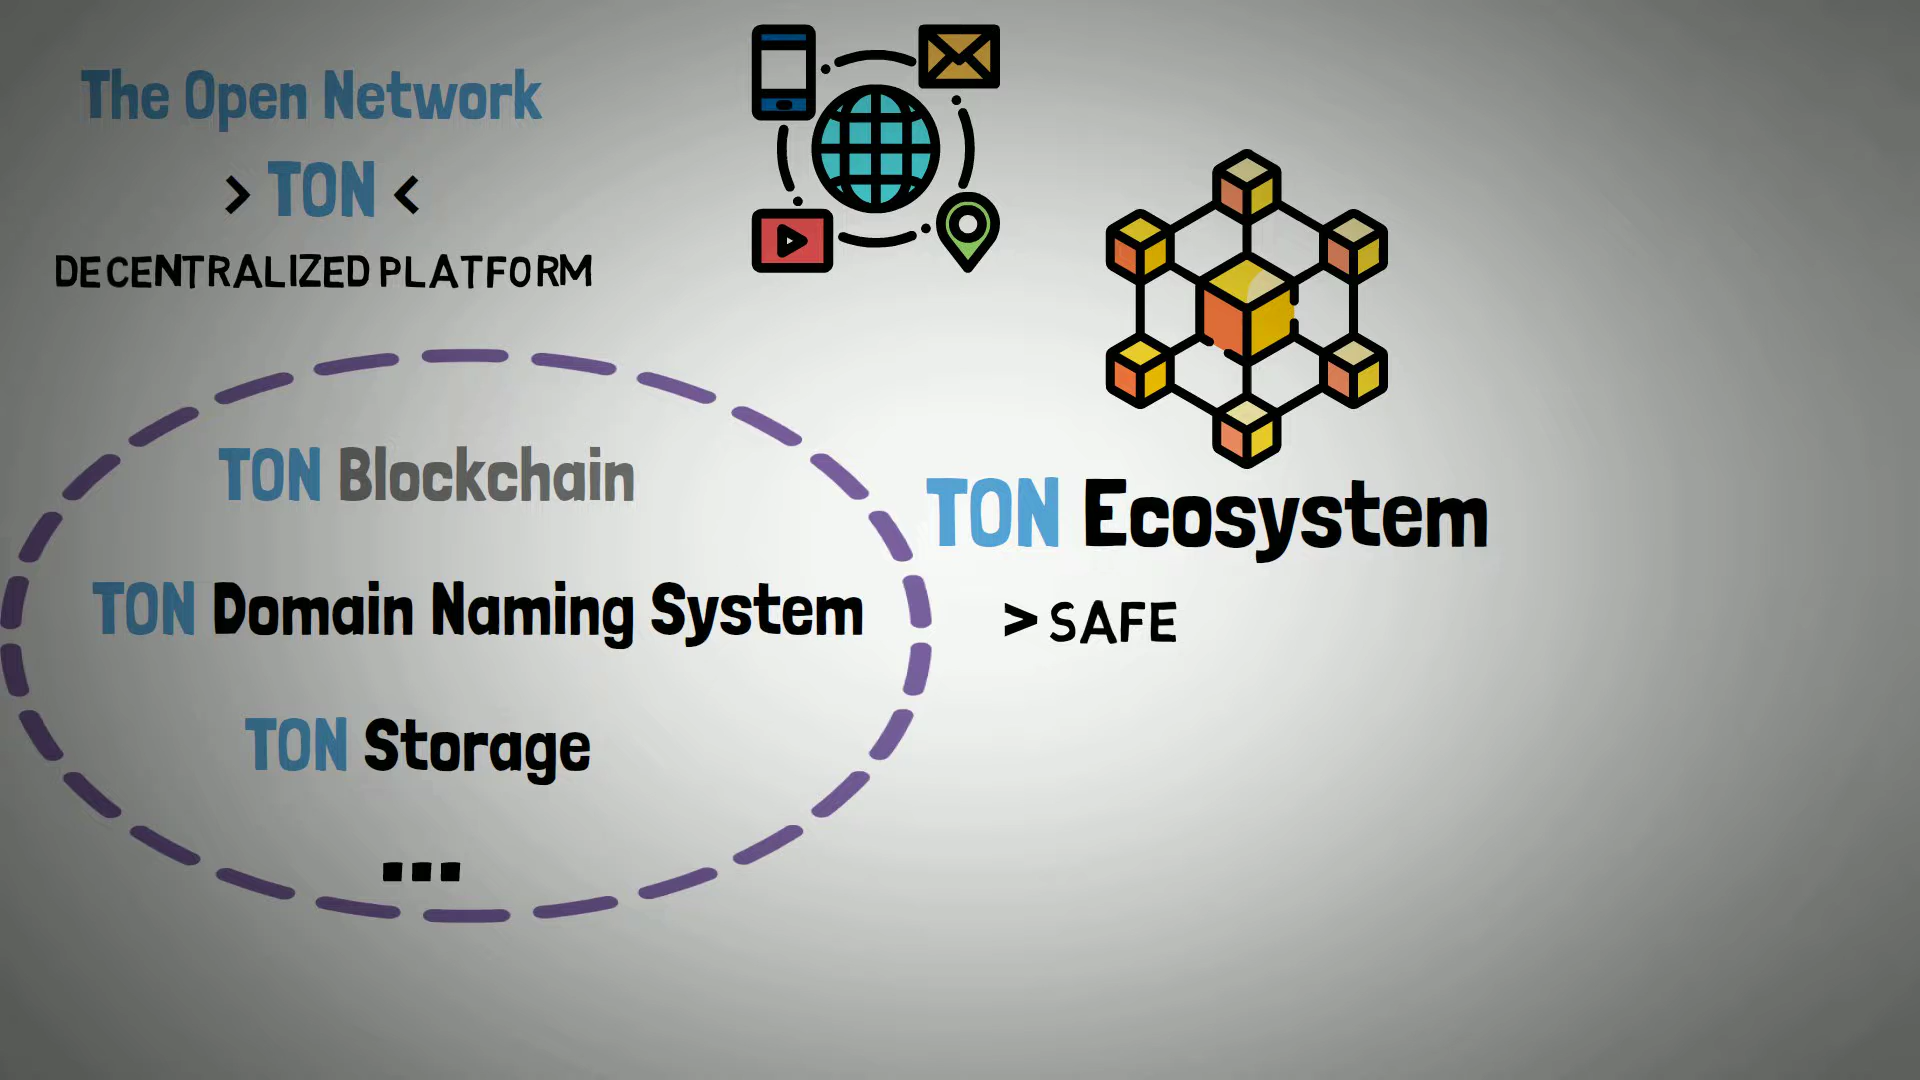 The Open Network
> TON <
DECENTRALIZED PLATFORM
TON Blockchain
TON Domain Naming System
TON Storage
...
TON Ecosystem
> SAFE